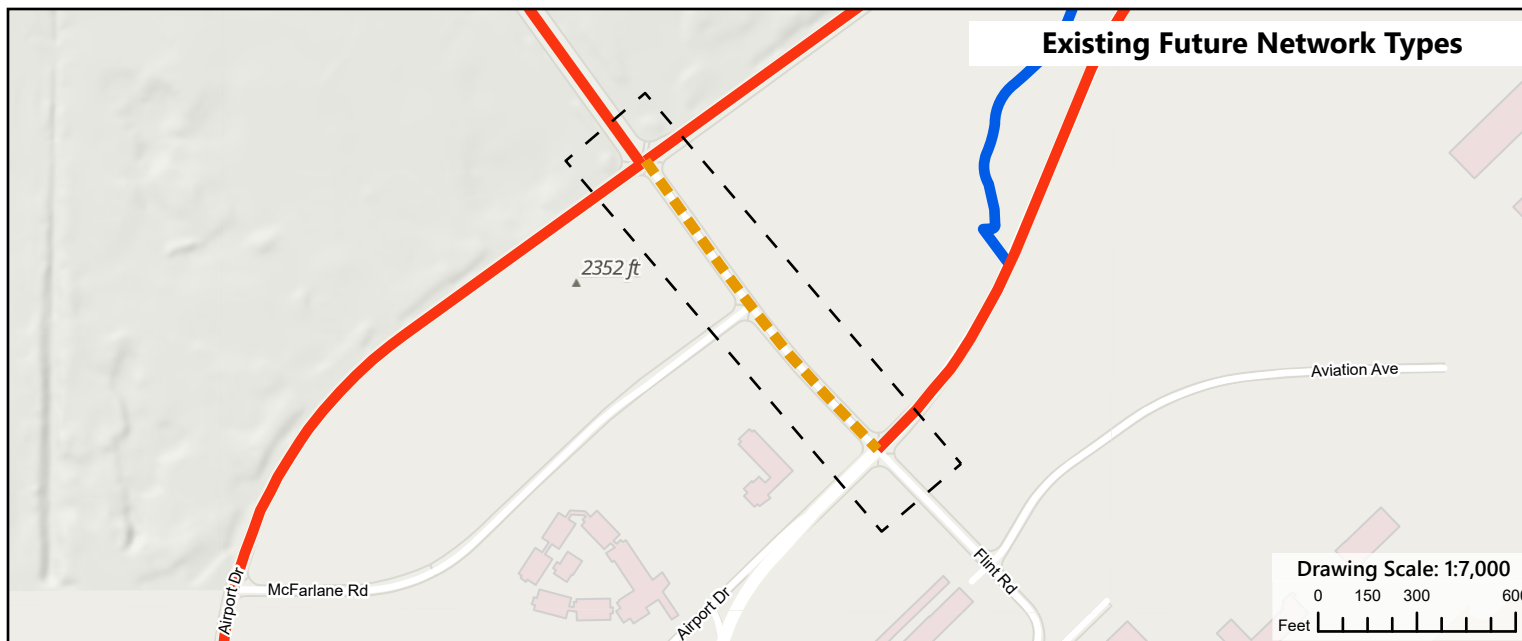 Existing Future Network Types
2352 ft
Aviation Ave
Flint Rd
McFarlane Rd
Airport Dr
Airport Dr
Drawing Scale: 1:7,000
0 150 300 600
Feet